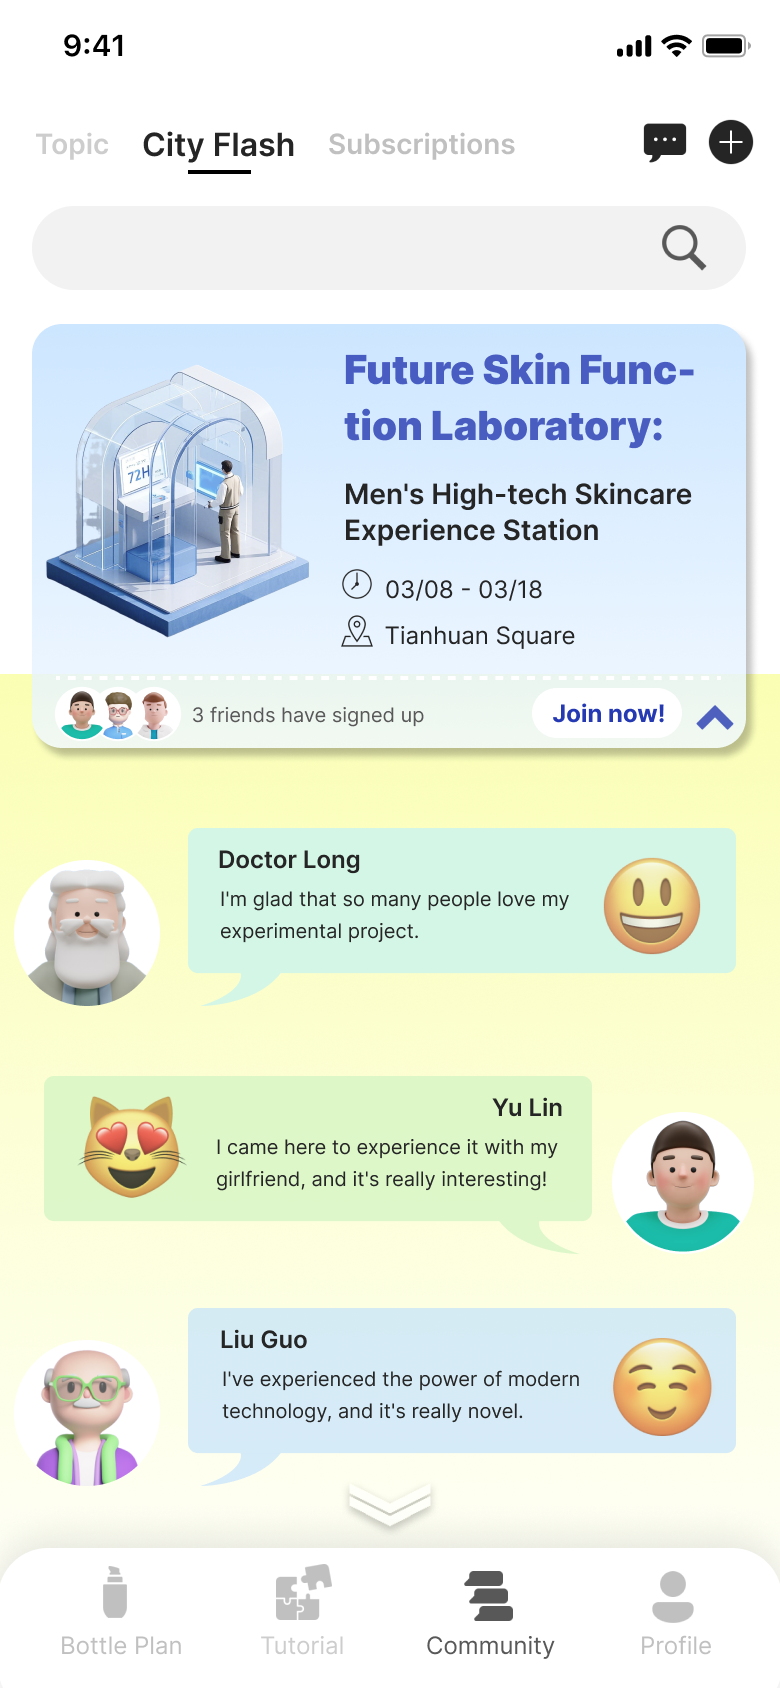 9:41
Topic City Flash Subscriptions
Future Skin Func-
tion Laboratory:
72H
Men's High-tech Skincare
Experience Station
03/08 - 03/18
Tianhuan Square
3 friends have signed up Join now!
Doctor Long
I'm glad that so many people love my
experimental project.
Yu Lin
I came here to experience it with my
girlfriend, and it's really interesting!
Liu Guo
I've experienced the power of modern
technology, and it's really novel.
Bottle Plan Tutorial Community Profile